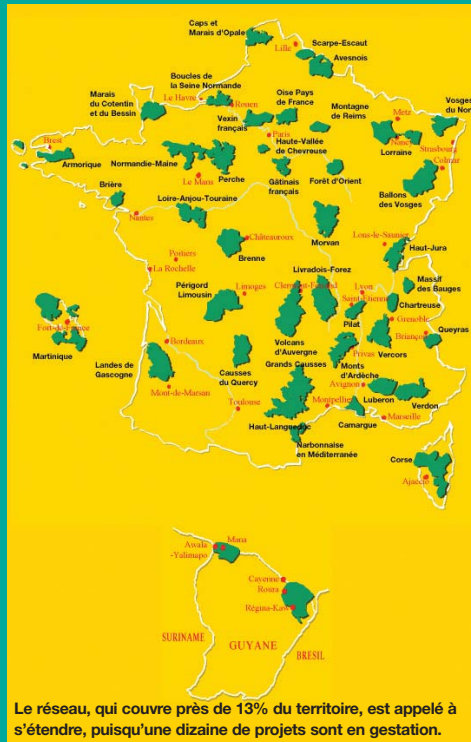 Caps et
Marais d'Opale
Lille
Scarpe-Escaut
Avesnois
Boucles de
la Seine Normande
Marais
du Cotentin
et du Bessin
Le Havre
Rouen
Oise Pays
de France
Vexin
français
Montagne
de Reims
Metz
Vosges
du Nor
Paris
Nancy
Strasbourg
Brest
Haute-Vallée
de Chevreuse
Lorraine
Colmar
Armorique
Normandie-Maine
Le Mans
Perche
Gâtinais
français
Forêt d'Orient
Ballons
des Vosges
Brière
Loire-Anjou-Touraine
Nantes
Châteauroux
Morvan
Lons-le-Saunier
Haut-Jura
Poitiers
Brenne
Livradois-Forez
La Rochelle
Périgord
Limousin
Limoges
Clermont-Ferrand
Lyon
Massif
des Bauges
Saint-Étienne
Chartreuse
Fort-de-France
Pilat
Grenoble
Queyras
Briançon
Martinique
Bordeaux
Volcans
d'Auvergne
Privas
Vercors
Landes de
Gascogne
Causses
du Quercy
Grands Causses
Monts
d'Ardèche
Avignon
Mont-de-Marsan
Toulouse
Montpellier
Luberon
Verdon
Haut-Languedoc
Camargue
Marseille
Narbonnaise
en Méditerranée
Corse
Ajaccio
Awala
-Yalimapo
Mana
Cayenne
Roura
Régina-Kaw
SURINAME
GUYANE
BRESIL
Le réseau, qui couvre près de 13% du territoire, est appelé à
s'étendre, puisqu'une dizaine de projets sont en gestation.